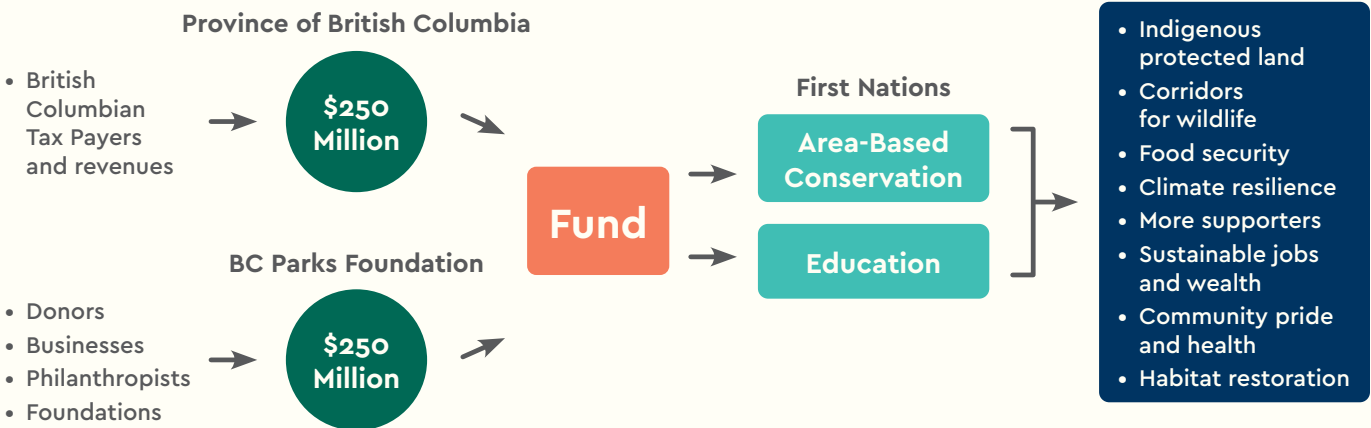 Province of British Columbia
• British
Columbian
Tax Payers
and revenues
$250
Million
BC Parks Foundation
• Donors
• Businesses
• Philanthropists
• Foundations
$250
Million
Fund
First Nations
Area-Based
Conservation
Education
• Indigenous
protected land
• Corridors
for wildlife
• Food security
• Climate resilience
• More supporters
• Sustainable jobs
and wealth
• Community pride
and health
• Habitat restoration